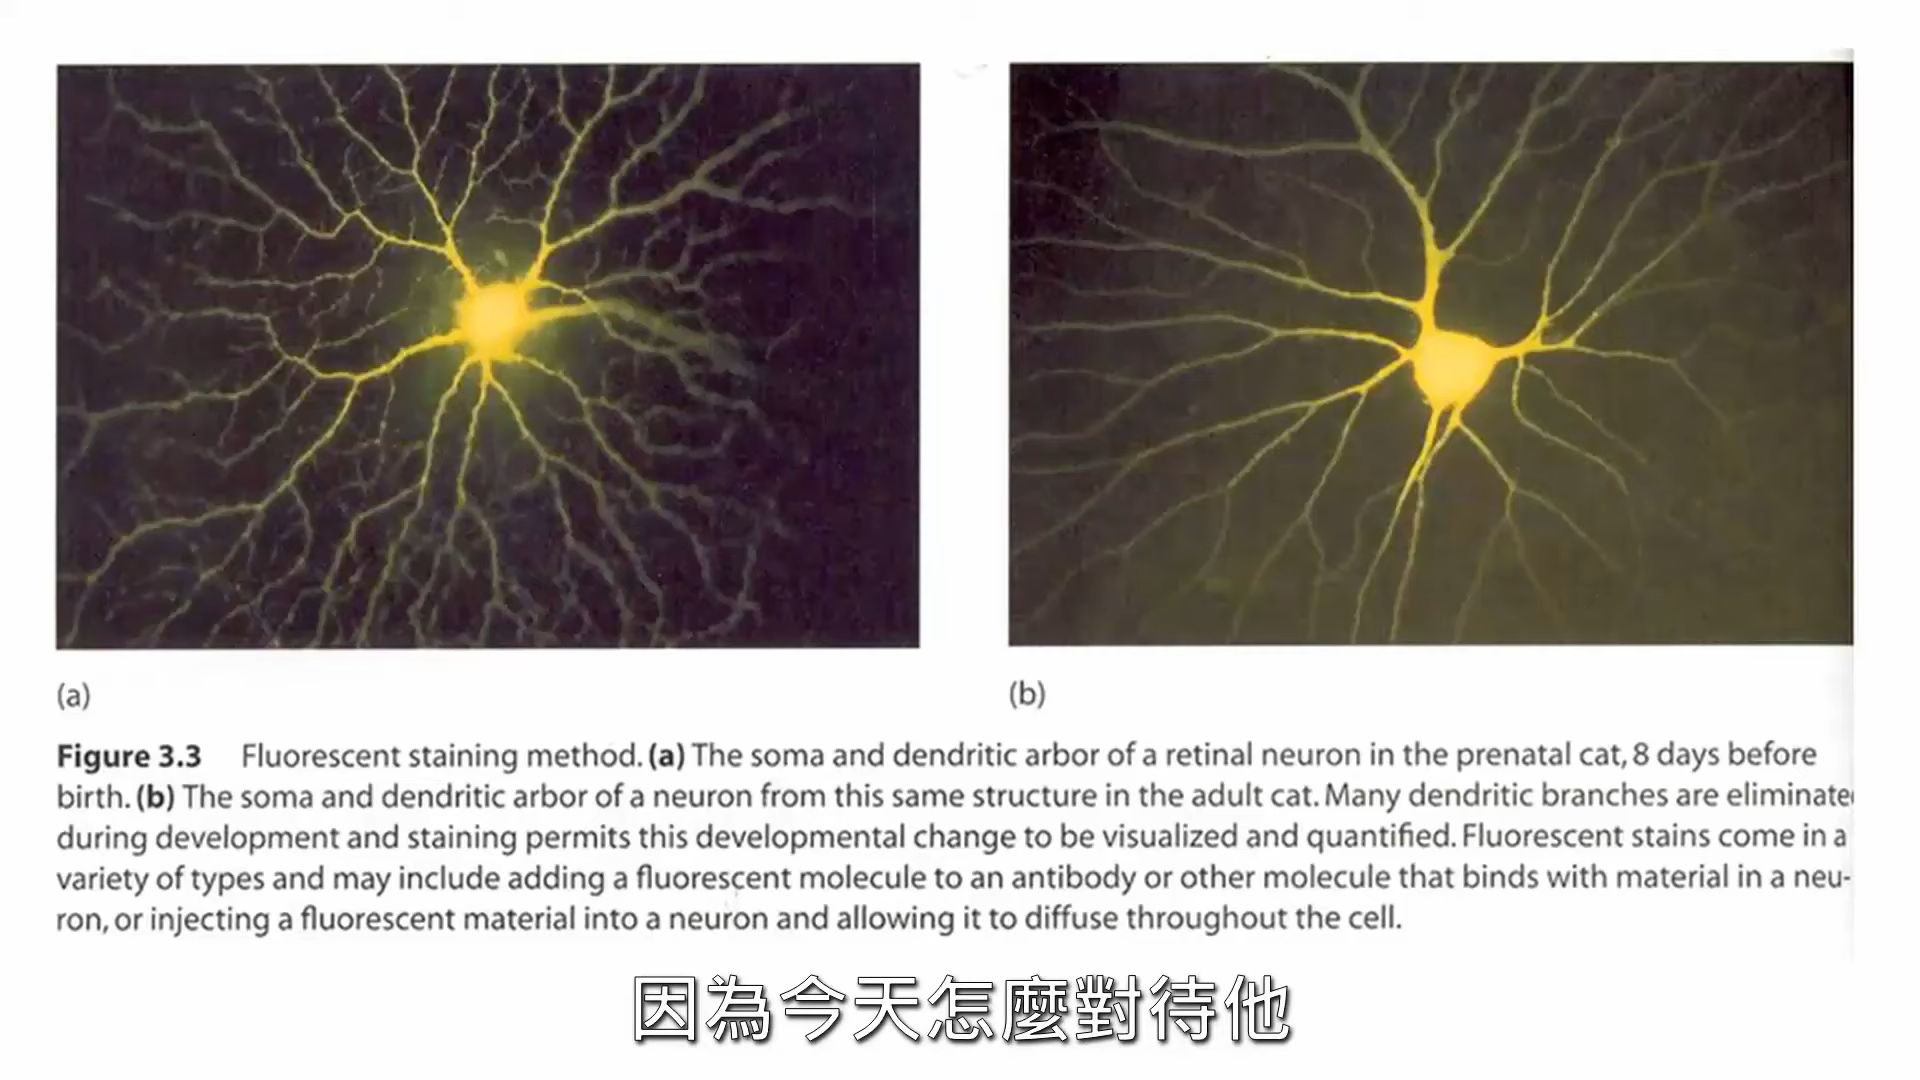 (a)
(b)
Figure 3.3 Fluorescent staining method. (a) The soma and dendritic arbor of a retinal neuron in the prenatal cat, 8 days before
birth. (b) The soma and dendritic arbor of a neuron from this same structure in the adult cat. Many dendritic branches are eliminate
during development and staining permits this developmental change to be visualized and quantified. Fluorescent stains come in a
variety of types and may include adding a fluorescent molecule to an antibody or other molecule that binds with material in a neu-
ron, or injecting a fluorescent material into a neuron and allowing it to diffuse throughout the cell.
因為今天怎麼對待他